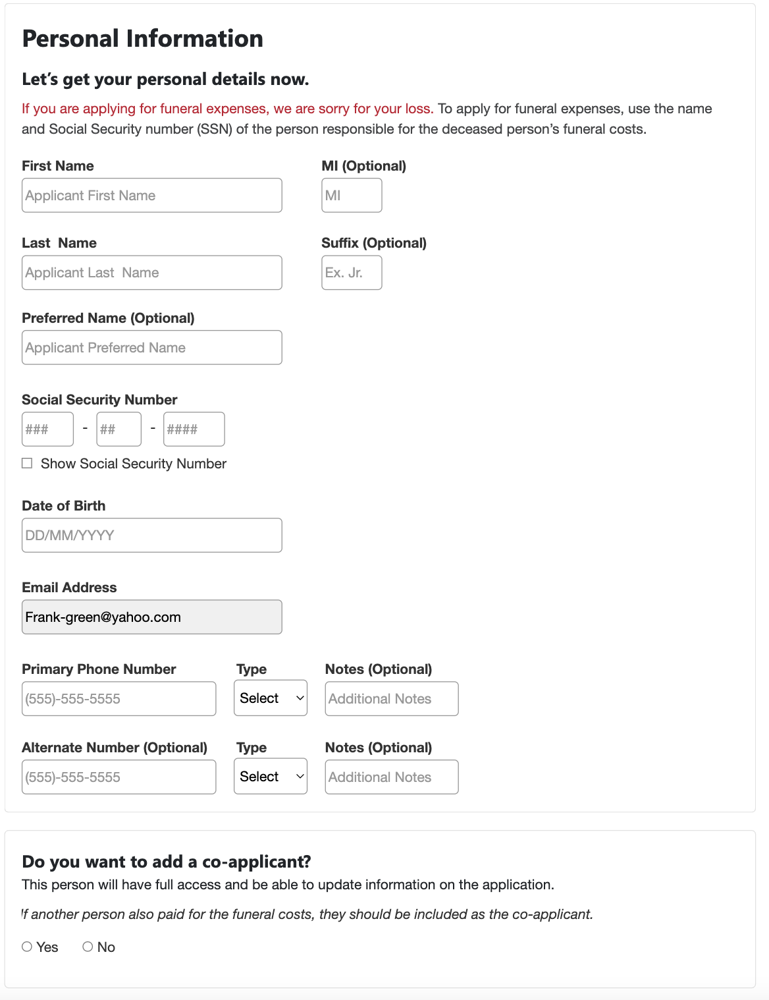 Personal Information
Let’s get your personal details now.
If you are applying for funeral expenses, we are sorry for your loss. To apply for funeral expenses, use the name
and Social Security number (SSN) of the person responsible for the deceased person’s funeral costs.
First Name MI (Optional)
Applicant First Name MI
Last  Name Suffix (Optional)
Applicant Last  Name Ex. Jr.
Preferred Name (Optional)
Applicant Preferred Name
Social Security Number
### - ## - ####
Show Social Security Number
Date of Birth
DD/MM/YYYY
Email Address
Frank-green@yahoo.com
Primary Phone Number Type Notes (Optional)
(555)-555-5555 Select Additional Notes
Alternate Number (Optional) Type Notes (Optional)
(555)-555-5555 Select Additional Notes
Do you want to add a co-applicant?
This person will have full access and be able to update information on the application.
If another person also paid for the funeral costs, they should be included as the co-applicant.
Yes No